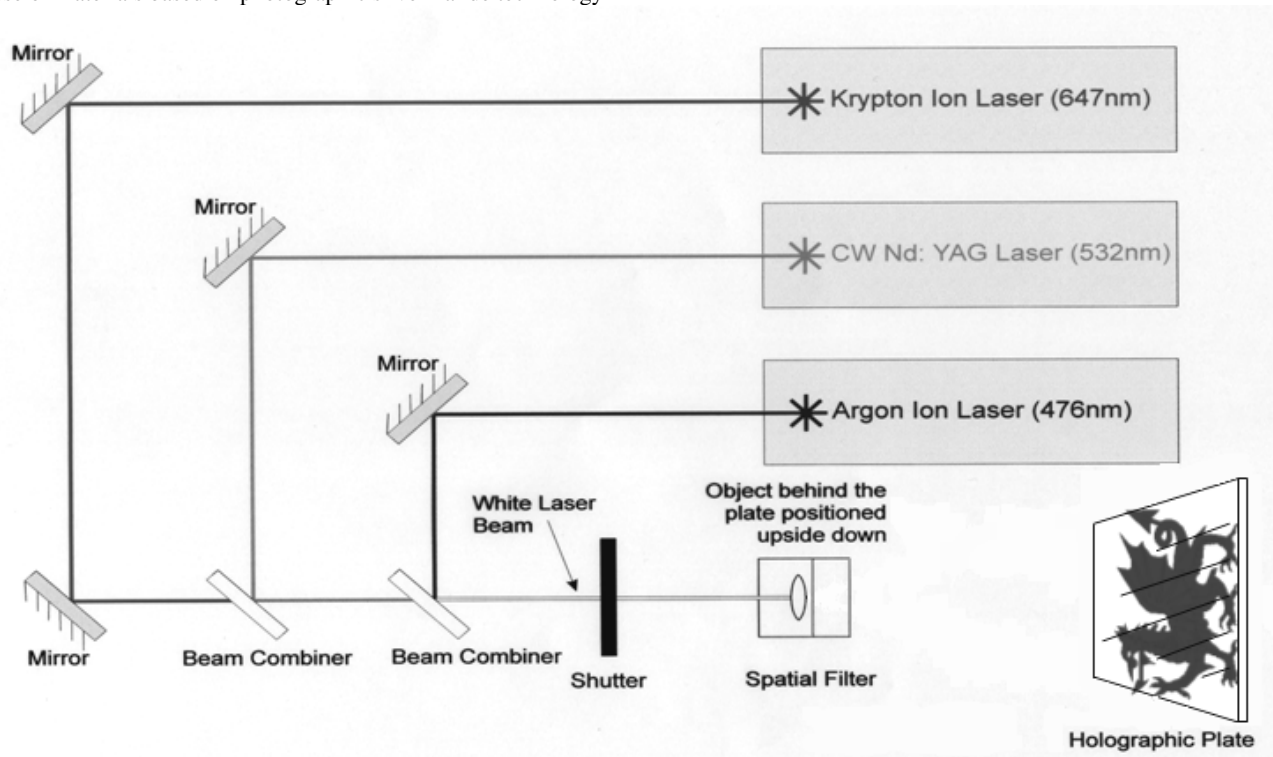 Mirror
Krypton Ion Laser (647nm)
Mirror
CW Nd: YAG Laser (532nm)
Mirror
Argon Ion Laser (476nm)
White Laser
Beam
Object behind the
plate positioned
upside down
Mirror
Beam Combiner
Beam Combiner
Shutter
Spatial Filter
Holographic Plate